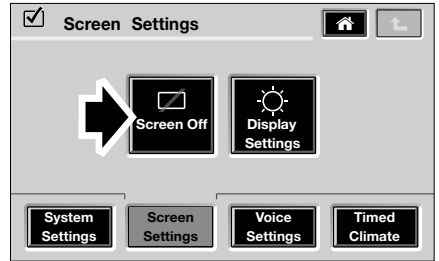 Screen Settings
Screen Off
Display
Settings
System
Settings
Screen
Settings
Voice
Settings
Timed
Climate